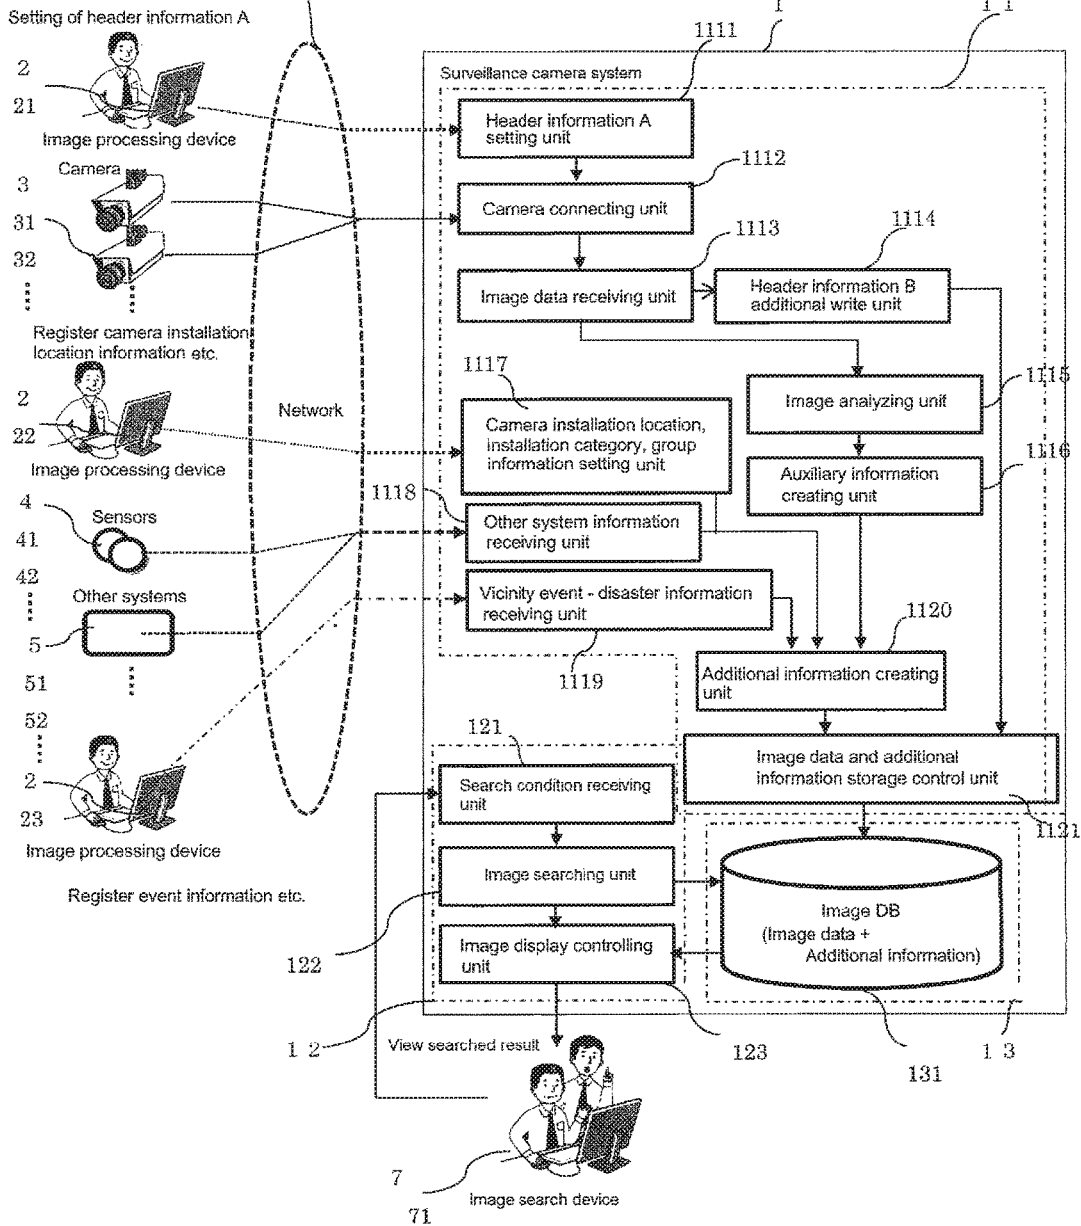 Setting of header information A
2
21
Image processing device
Camera
3
31
32
Register camera installation
location information etc.
2
22
Image processing device
4
Sensors
41
42
Other systems
5
51
52
2
23
Image processing device
Register event information etc.
Network
1
1 1
Surveillance camera system
1111
Header information A
setting unit
1112
Camera connecting unit
1113
Image data receiving unit
1114
Header information B
additional write unit
1115
Image analyzing unit
1116
Auxiliary information
creating unit
1117
Camera installation location,
installation category, group
information setting unit
1118
Other system information
receiving unit
Vicinity event - disaster information
receiving unit
1119
1120
Additional information creating
unit
Image data and additional
information storage control unit
1121
121
Search condition receiving
unit
Image searching unit
122
Image display controlling
unit
Image DB
(Image data +
Additional information)
1 2
View searched result
123
131
1 3
7
71
Image search device